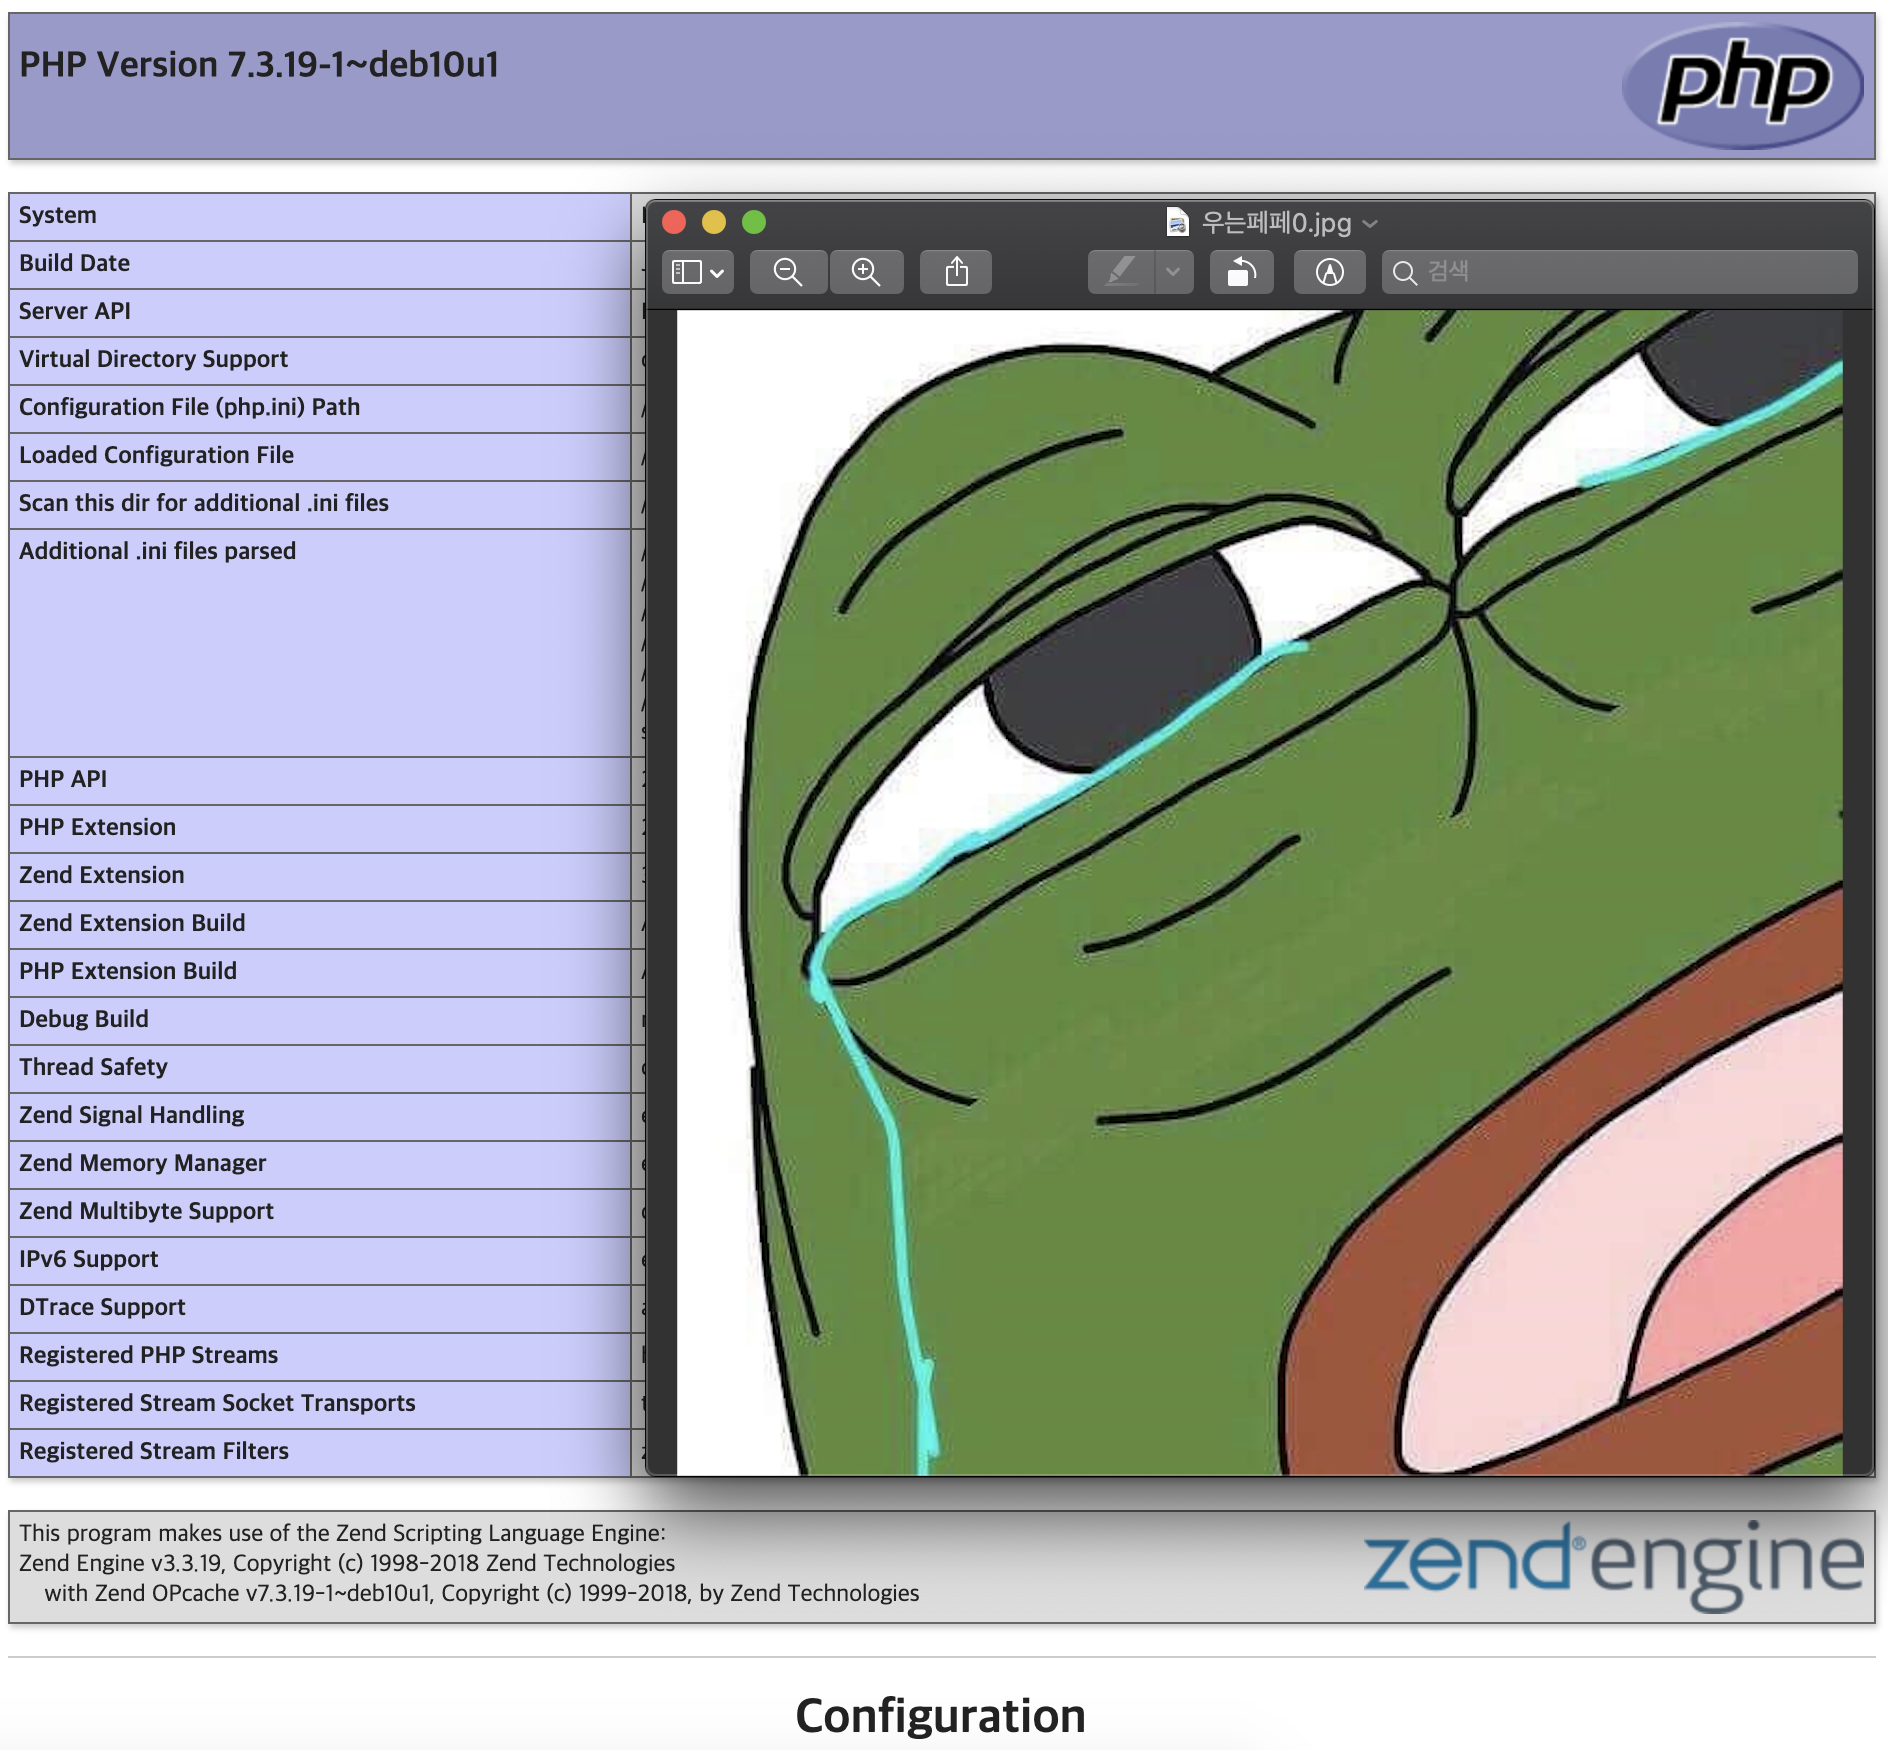 PHP Version 7.3.19-1~deb10u1
php
System
Build Date
Server API
Virtual Directory Support
Configuration File (php.ini) Path
Loaded Configuration File
Scan this dir for additional .ini files
Additional .ini files parsed
PHP API
PHP Extension
Zend Extension
Zend Extension Build
PHP Extension Build
Debug Build
Thread Safety
Zend Signal Handling
Zend Memory Manager
Zend Multibyte Support
IPv6 Support
DTrace Support
Registered PHP Streams
Registered Stream Socket Transports
Registered Stream Filters
우는페페0.jpg
검색
This program makes use of the Zend Scripting Language Engine:
Zend Engine v3.3.19, Copyright (c) 1998-2018 Zend Technologies
with Zend OPcache v7.3.19-1~deb10u1, Copyright (c) 1999-2018, by Zend Technologies
zend® engine
Configuration